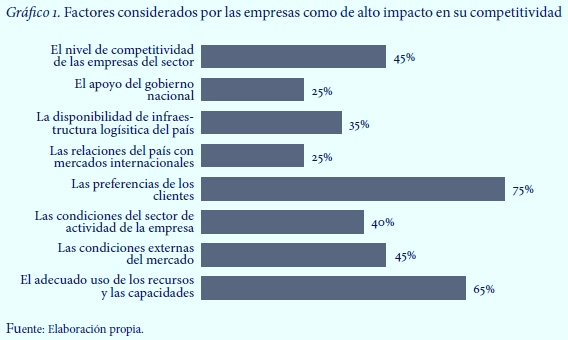 Gráfico 1. Factores considerados por las empresas como de alto impacto en su competitividad
El nivel de competitividad
de las empresas del sector
45%
El apoyo del gobierno
nacional
25%
La disponibilidad de infraes-
tructura logísitica del país
35%
Las relaciones del país con
mercados internacionales
25%
Las preferencias de los
clientes
75%
Las condiciones del sector de
actividad de la empresa
40%
Las condiciones externas
del mercado
45%
El adecuado uso de los recursos
y las capacidades
65%
Fuente: Elaboración propia.